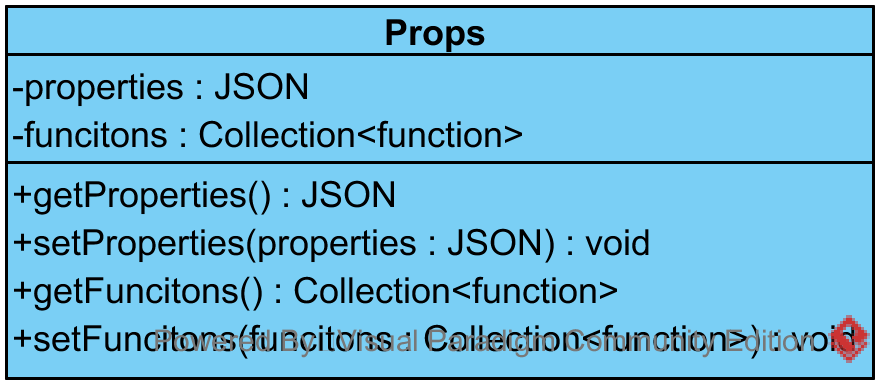 Props
-properties : JSON
-funcitons : Collection<function>
+getProperties() : JSON
+setProperties(properties : JSON) : void
+getFuncitons() : Collection<function>
+setFuncitons(funcitons : Collection<function>) : void
Powered By Visual Paradigm Community Edition